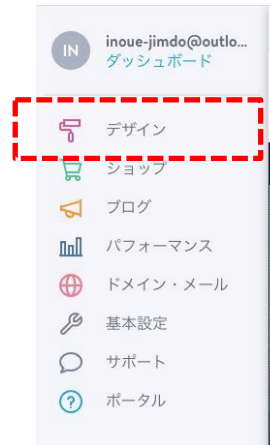 IN
inoue-jimdo@outlo...
ダッシュボード
デザイン
ショップ
ブログ
パフォーマンス
ドメイン・メール
基本設定
サポート
ポータル